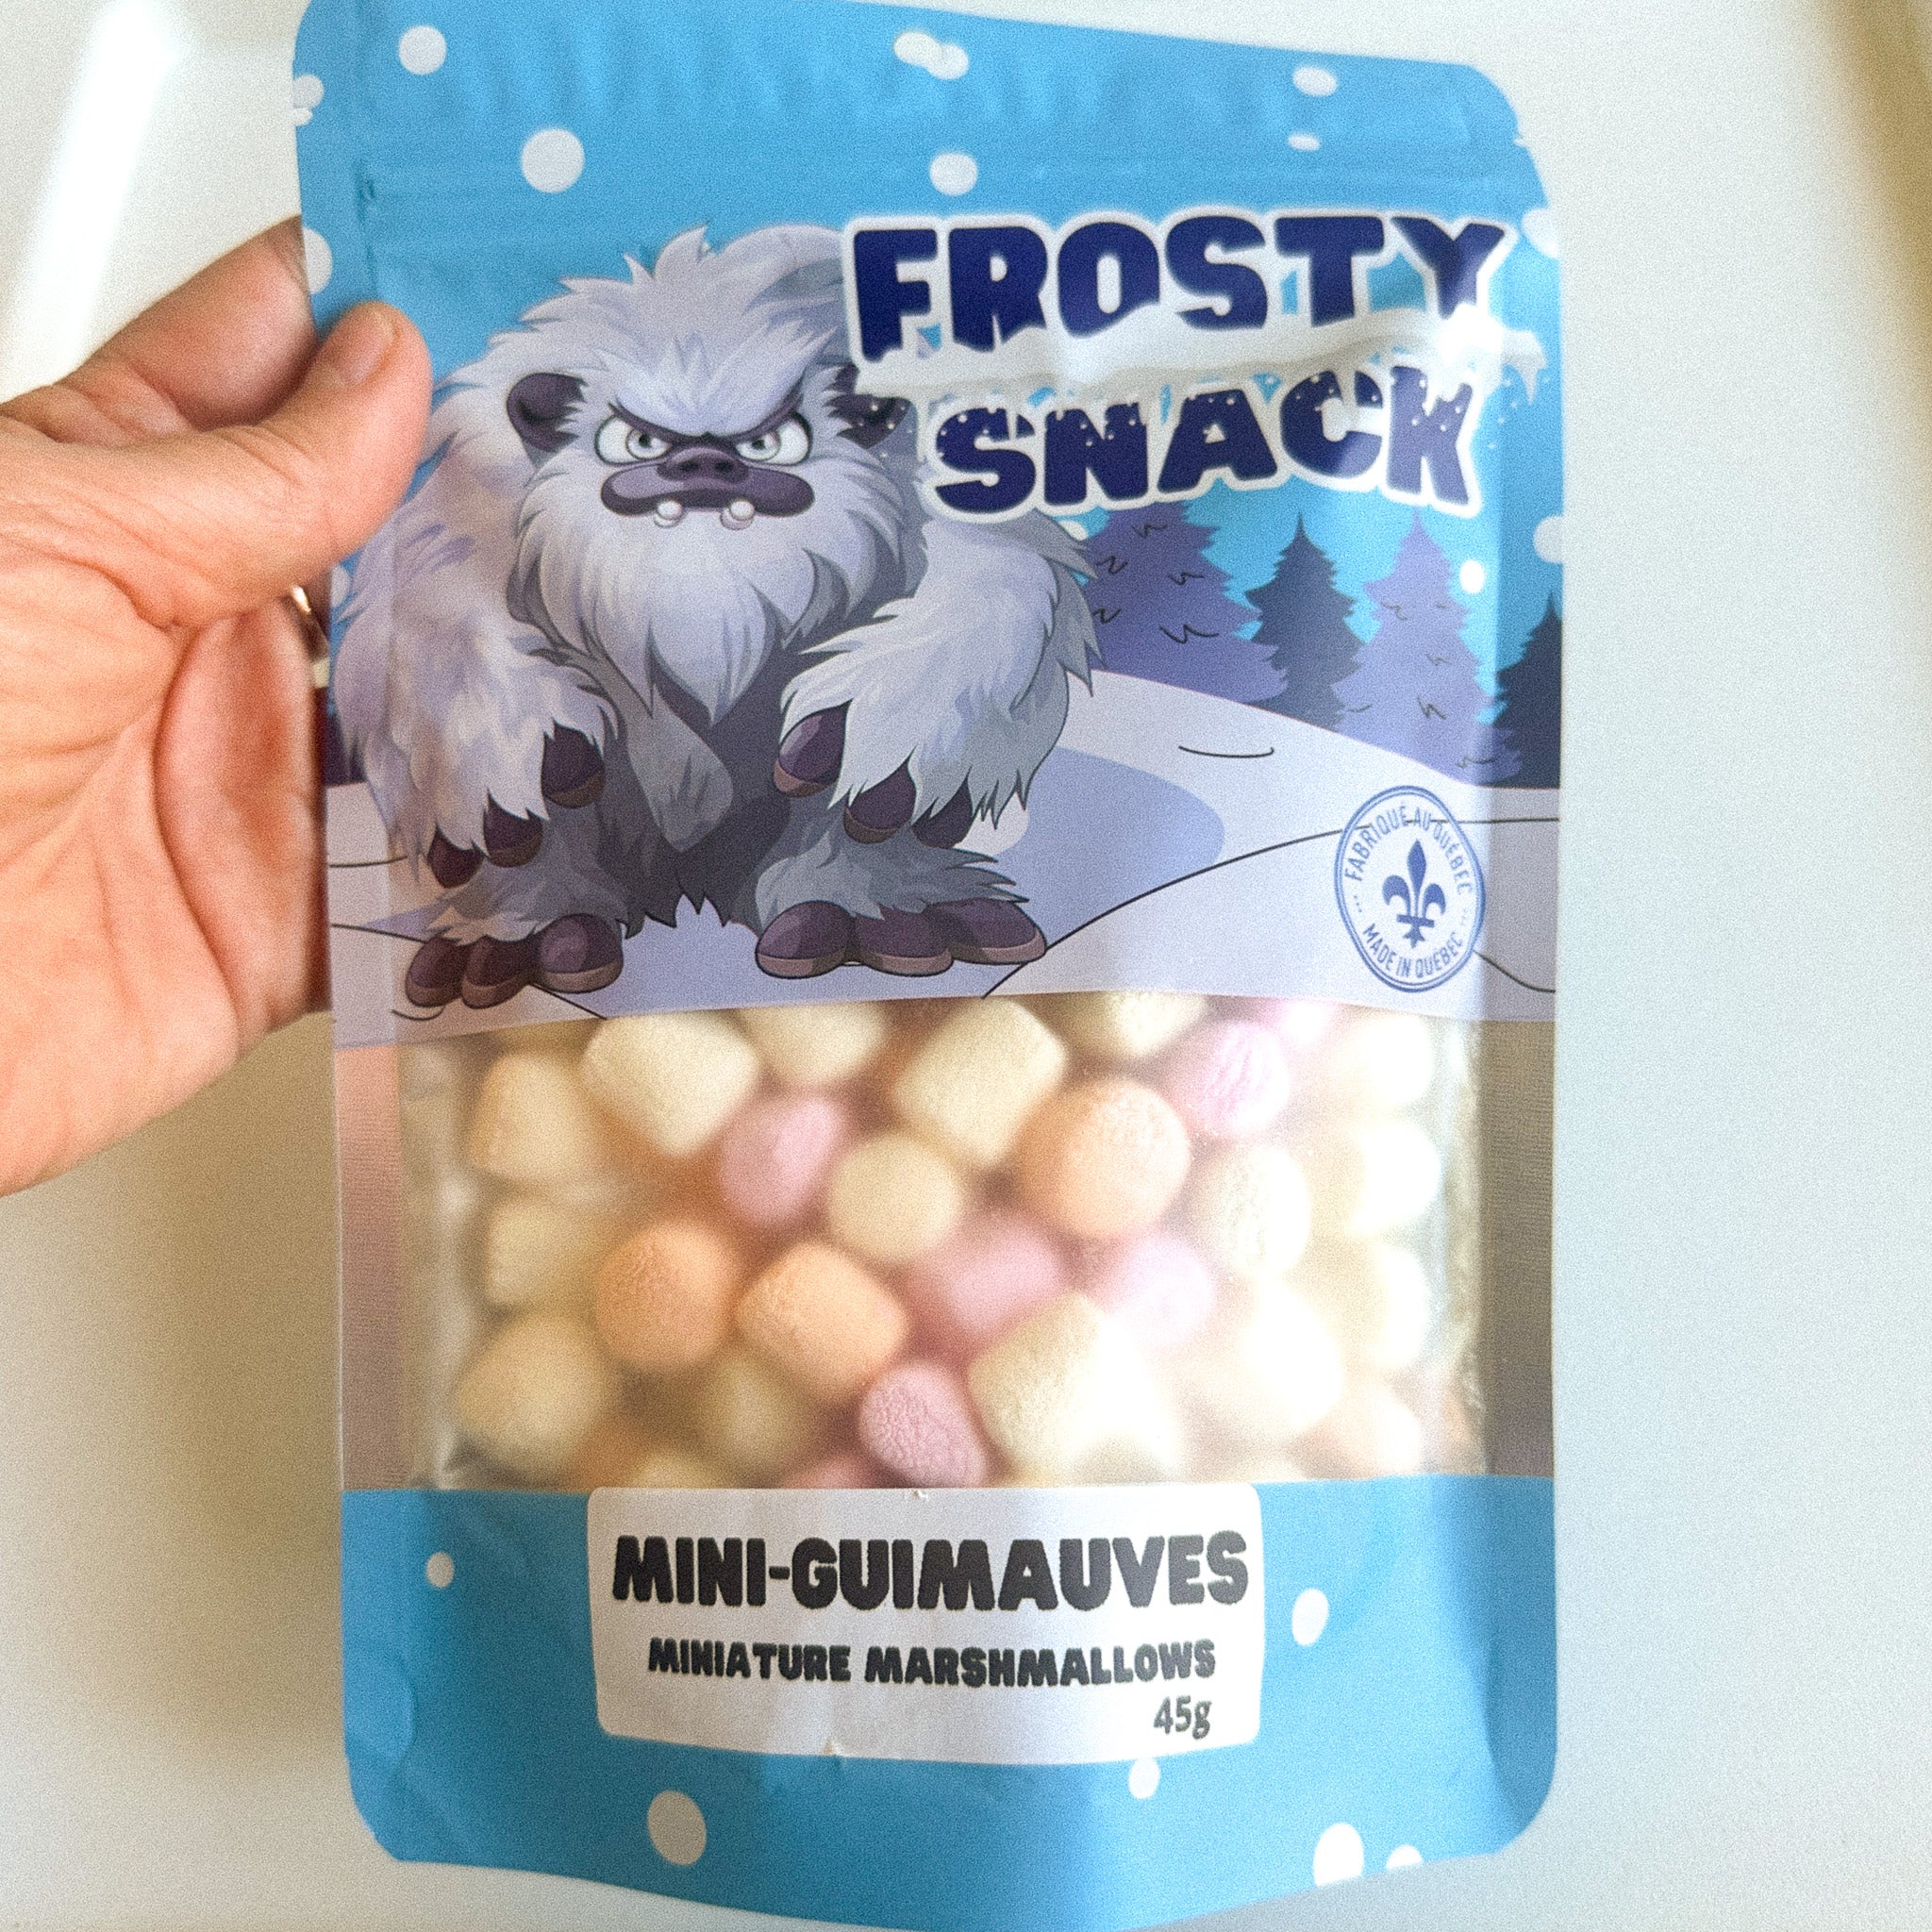 FROSTY
SNACK
FABRIQUÉ AU QUÉBEC
MADE IN QUÉBEC
MINI-GUIMAUVES
MINIATURE MARSHMALLOWS
45g